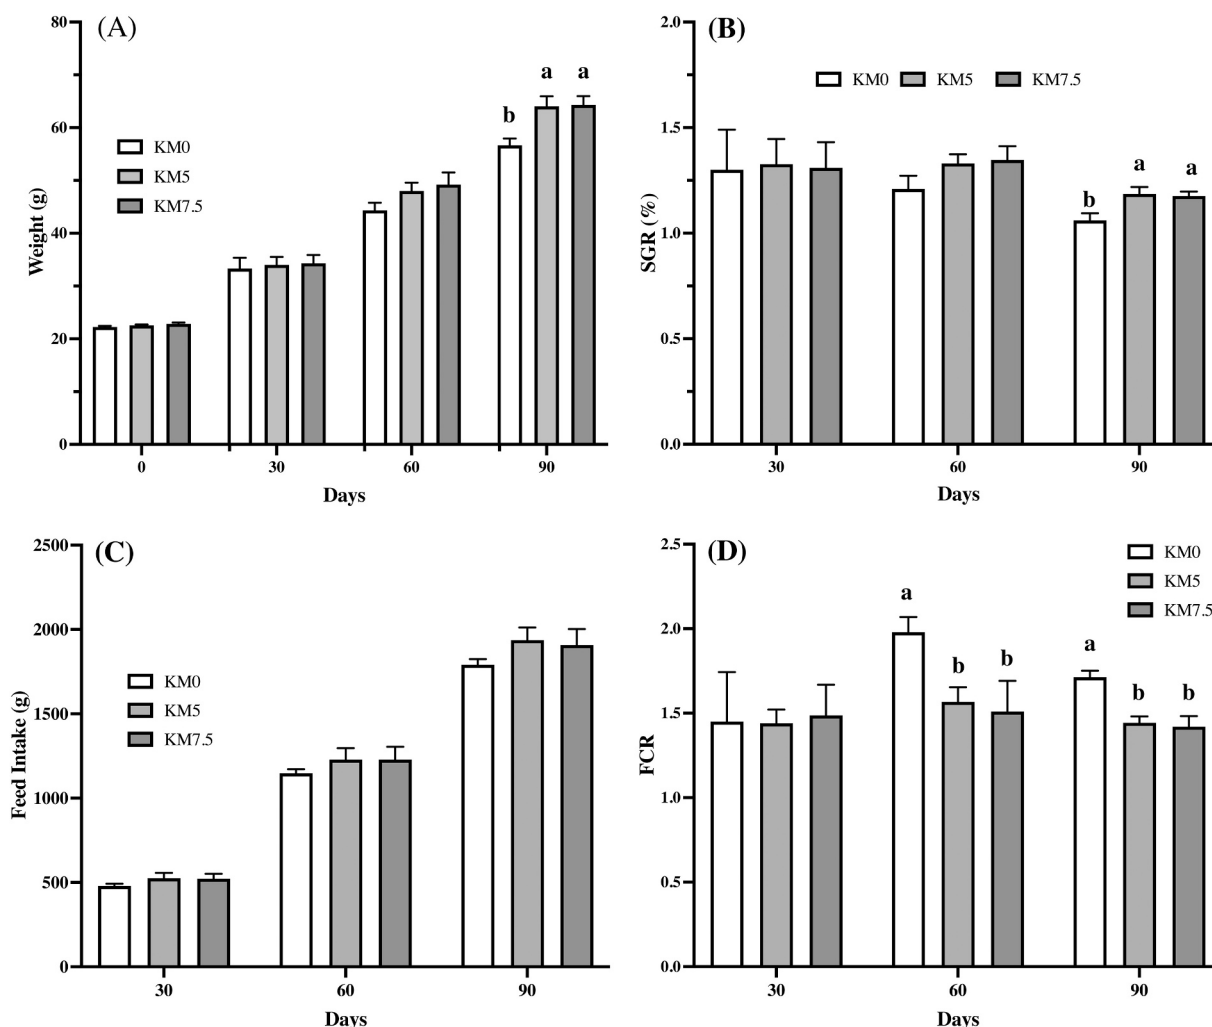 (A)
80
60
40
20
0
Weight (g)
KM0
KM5
KM7.5
b
a
a
0
30
60
90
Days
(B)
2.0
1.5
1.0
0.5
0.0
SGR (%)
KM0 KM5 KM7.5
b
a
a
30
60
90
Days
(C)
2500
2000
1500
1000
500
0
Feed Intake (g)
KM0
KM5
KM7.5
30
60
90
Days
(D)
2.5
2.0
1.5
1.0
0.5
0.0
FCR
KM0
KM5
KM7.5
a
b
b
a
b
b
30
60
90
Days